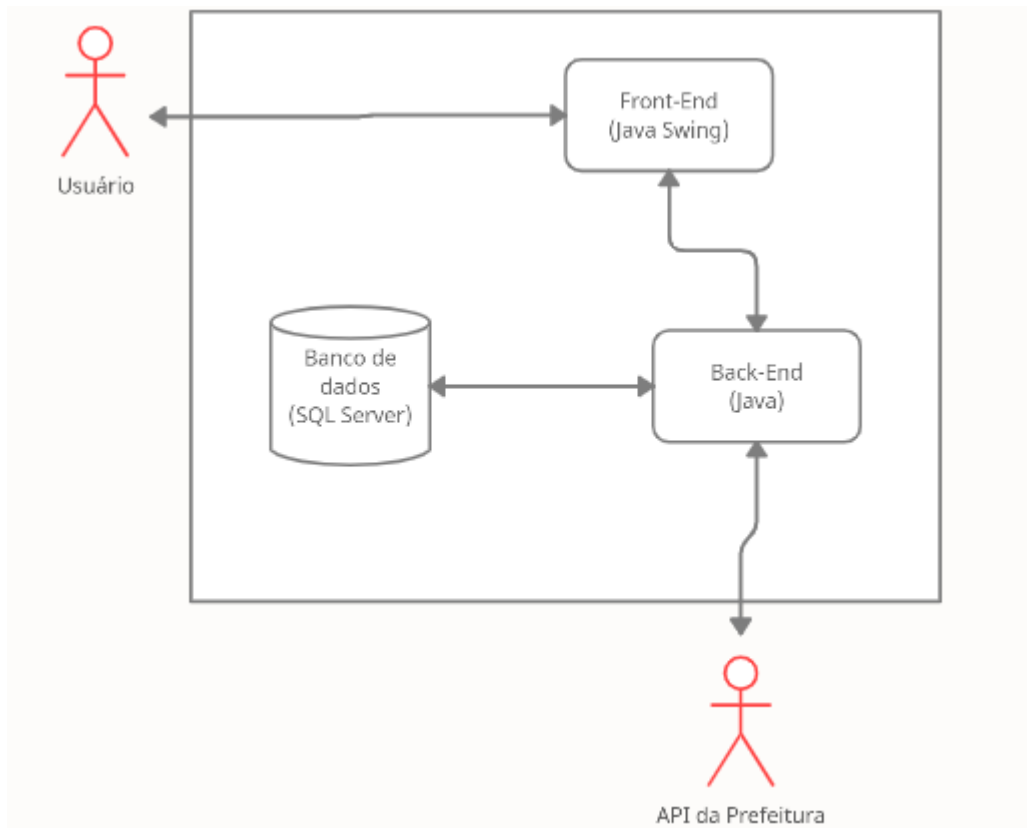 Front-End
(Java Swing)
Usuário
Banco de
dados
(SQL Server)
Back-End
(Java)
API da Prefeitura